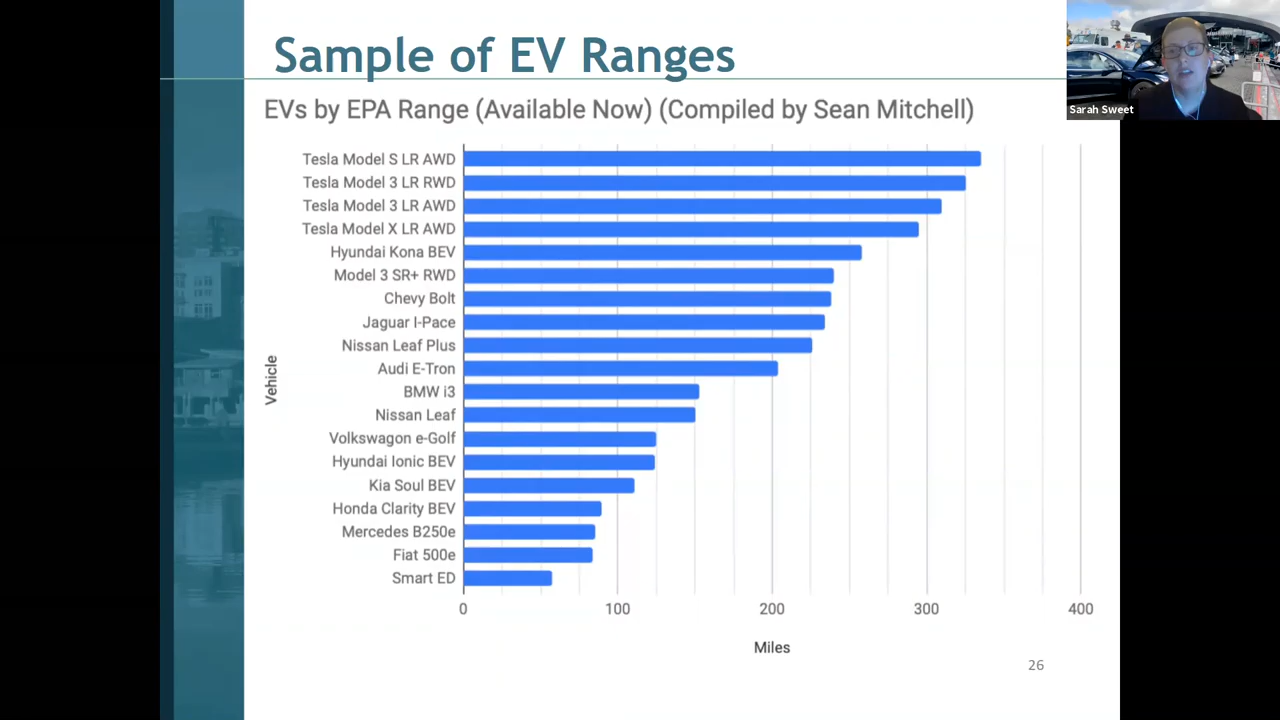 Sample of EV Ranges
Sarah Sweet
EVs by EPA Range (Available Now) (Compiled by Sean Mitchell)
Vehicle
Tesla Model S LR AWD
Tesla Model 3 LR RWD
Tesla Model 3 LR AWD
Tesla Model X LR AWD
Hyundai Kona BEV
Model 3 SR+ RWD
Chevy Bolt
Jaguar I-Pace
Nissan Leaf Plus
Audi E-Tron
BMW i3
Nissan Leaf
Volkswagon e-Golf
Hyundai Ionic BEV
Kia Soul BEV
Honda Clarity BEV
Mercedes B250e
Fiat 500e
Smart ED
0 100 200 300 400
Miles
26